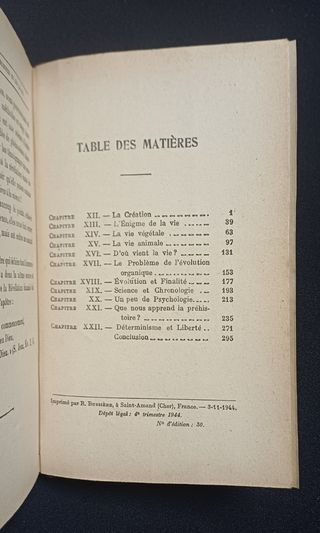 TABLE DES MATIÈRES
CHAPITRE XII. — La Création 1
CHAPITRE XIII. — L'Énigme de la vie 39
CHAPITRE XIV. — La vie végétale 63
CHAPITRE XV. — La vie animale 97
CHAPITRE XVI. — D'où vient la vie? 131
CHAPITRE XVII. — Le Problème de l'évolution
organique 153
CHAPITRE XVIII. — Évolution et Finalité 177
CHAPITRE XIX. — Science et Chronologie 193
CHAPITRE XX. — Un peu de Psychologie 213
CHAPITRE XXI. — Que nous apprend la préhis-
toire? 235
CHAPITRE XXII. — Déterminisme et Liberté 271
Conclusion 295
Imprimé par R. Bussière, à Saint-Amand (Cher), France. — 3-11-1944.
Dépôt légal : 4e trimestre 1944.
N° d'édition : 30.